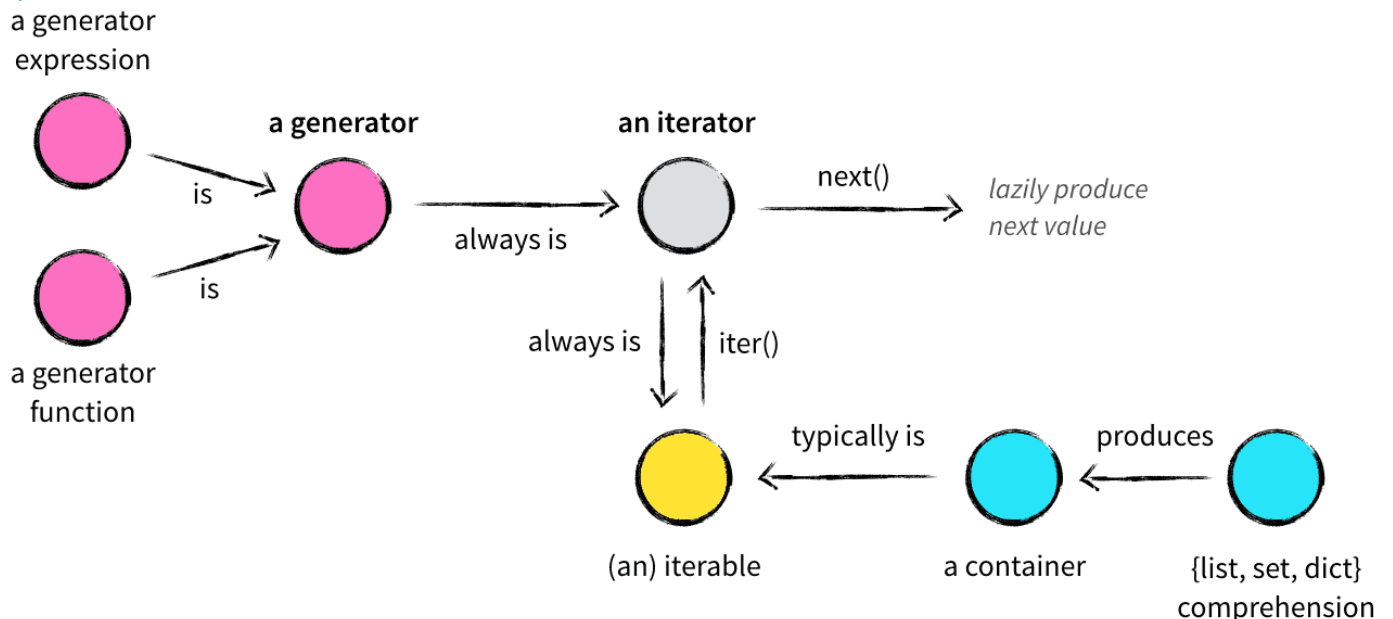 a generator
expression
a generator
an iterator
is
next()
lazily produce
next value
always is
is
always is
iter()
a generator
function
typically is
produces
(an) iterable
a container
{list, set, dict}
comprehension